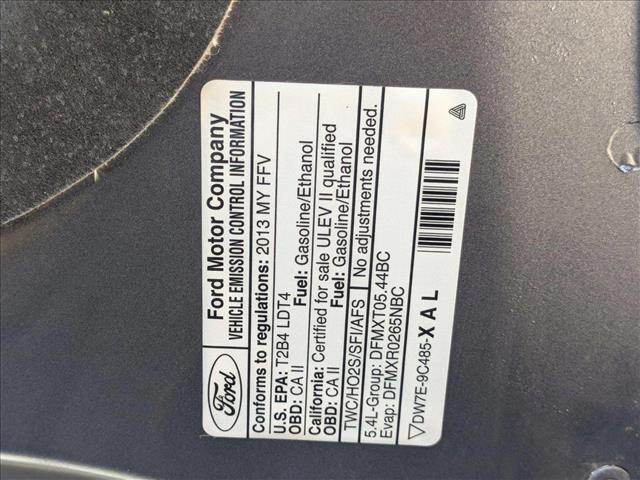 Ford
Ford Motor Company
VEHICLE EMISSION CONTROL INFORMATION
Conforms to regulations: 2013 MY FFV
U.S. EPA: T2B4 LDT4
OBD: CA II Fuel: Gasoline/Ethanol
California: Certified for sale ULEV II qualified
OBD: CA II Fuel: Gasoline/Ethanol
TWC/HO2S/SFI/AFS No adjustments needed.
5.4L-Group: DFMXT05.44BC
Evap: DFMXR0265NBC
DW7E-9C485-X A L